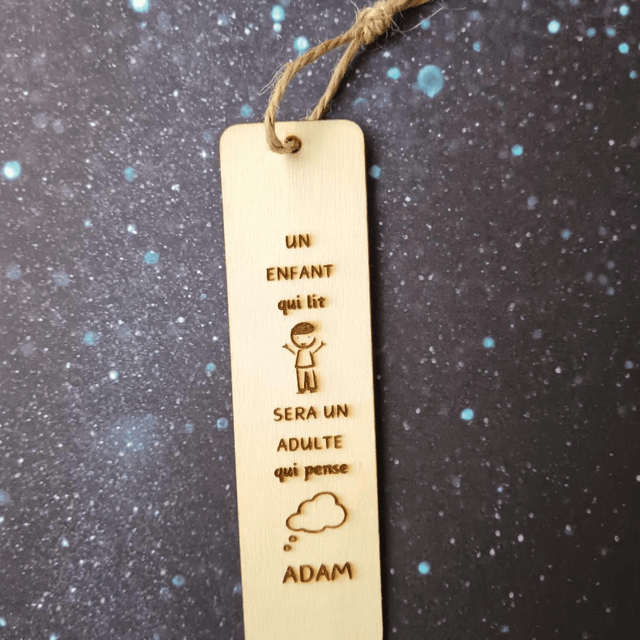 UN
ENFANT
qui lit
SERA UN
ADULTE
qui pense
ADAM